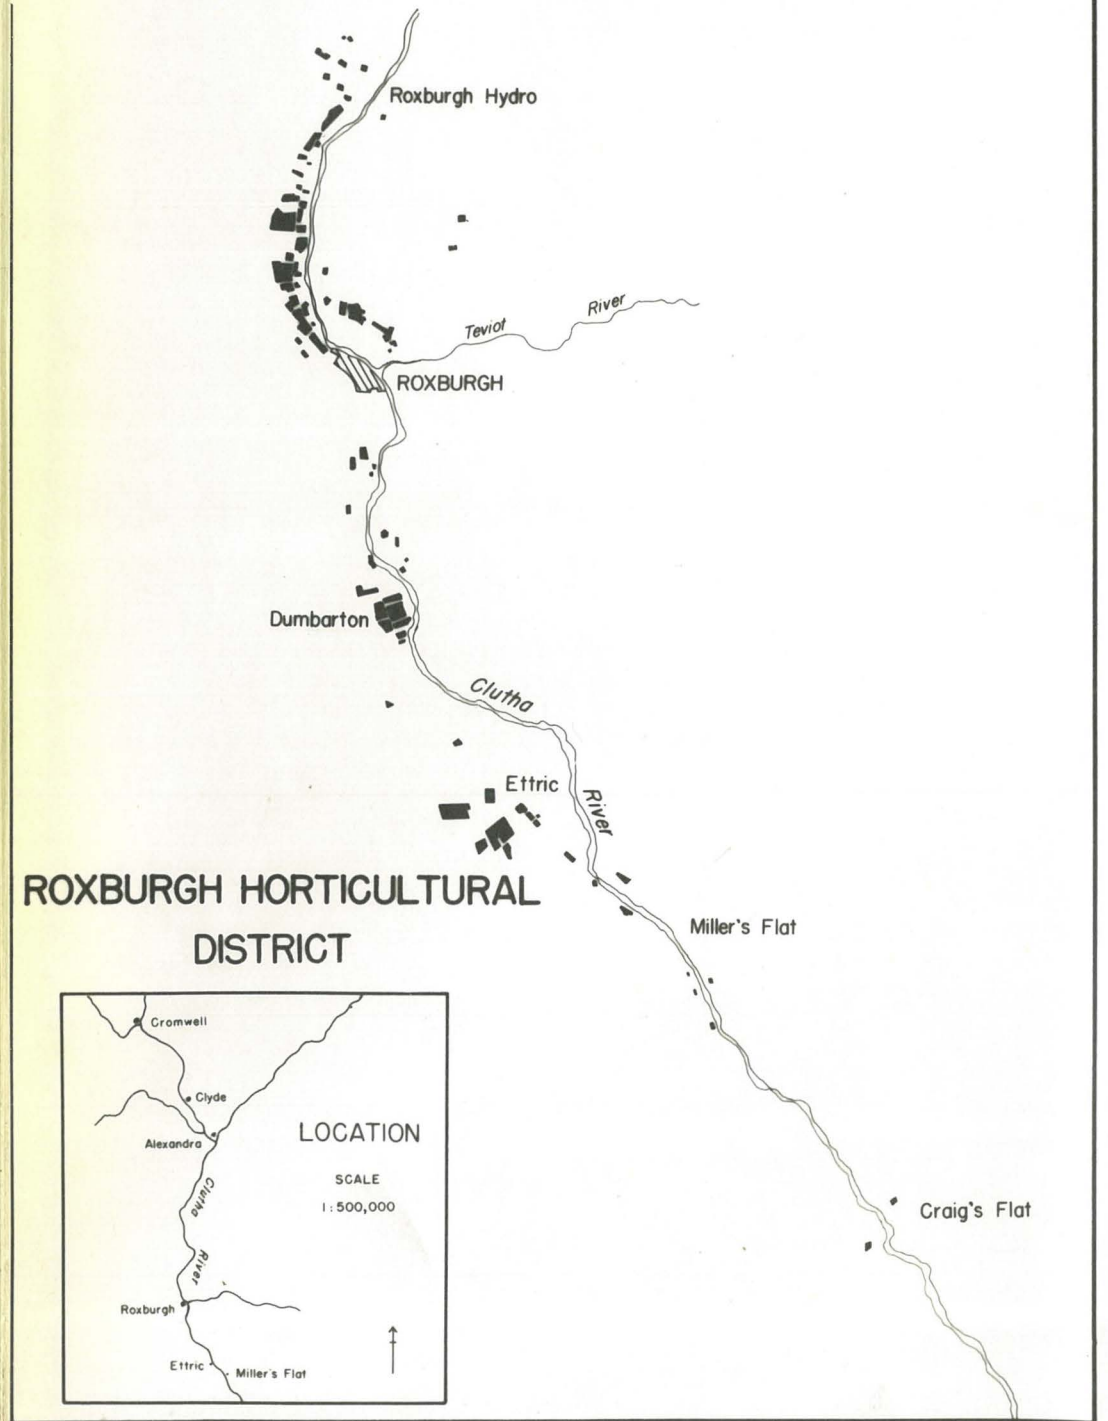 Roxburgh Hydro
Teviot River
ROXBURGH
Dumbarton
Clutha River
Ettric
ROXBURGH HORTICULTURAL
DISTRICT
Miller's Flat
Craig's Flat
Cromwell
Clyde
Alexandra
LOCATION
SCALE
1:500,000
Clutha River
Roxburgh
Ettric
Miller's Flat